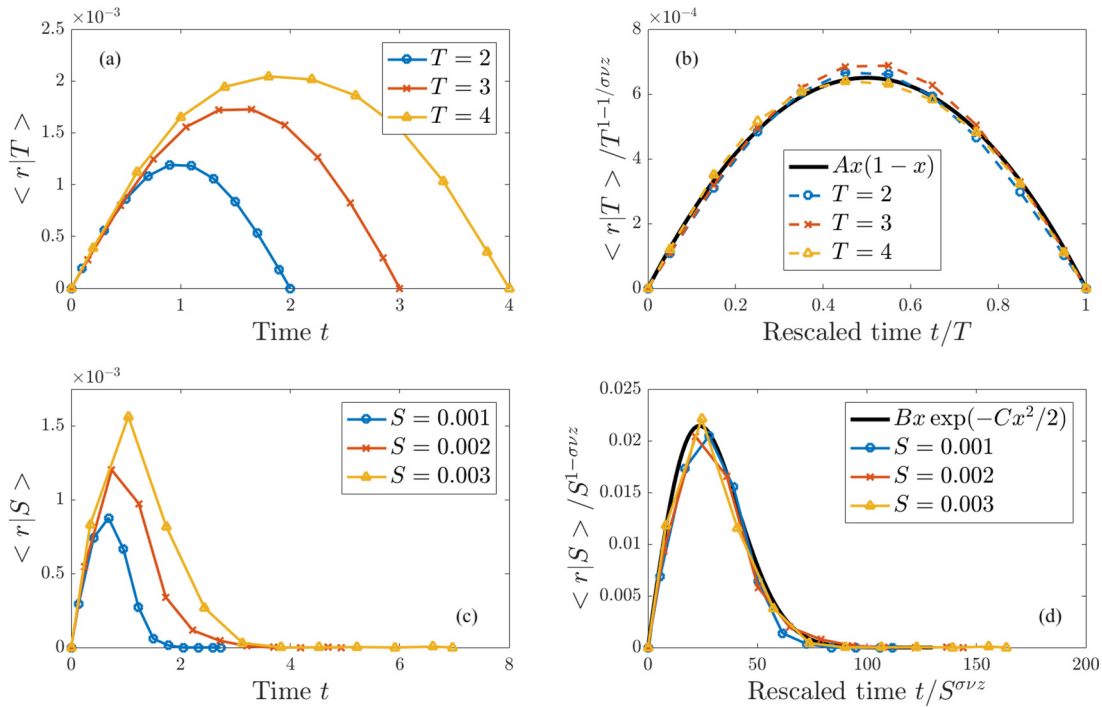 ×10⁻³
(a)
T = 2
T = 3
T = 4
2.5
2
1.5
1
0.5
0
0 1 2 3 4
< r|T >
Time t
×10⁻⁴
(b)
Ax(1 − x)
T = 2
T = 3
T = 4
8
6
4
2
0
0 0.2 0.4 0.6 0.8 1
< r|T > /T^{1−1/σνz}
Rescaled time t/T
×10⁻³
S = 0.001
S = 0.002
S = 0.003
(c)
1.5
1
0.5
0
0 2 4 6 8
< r|S >
Time t
Bx exp(−Cx²/2)
S = 0.001
S = 0.002
S = 0.003
(d)
0.025
0.02
0.015
0.01
0.005
0
0 50 100 150 200
< r|S > /S^{1−σνz}
Rescaled time t/S^{σνz}